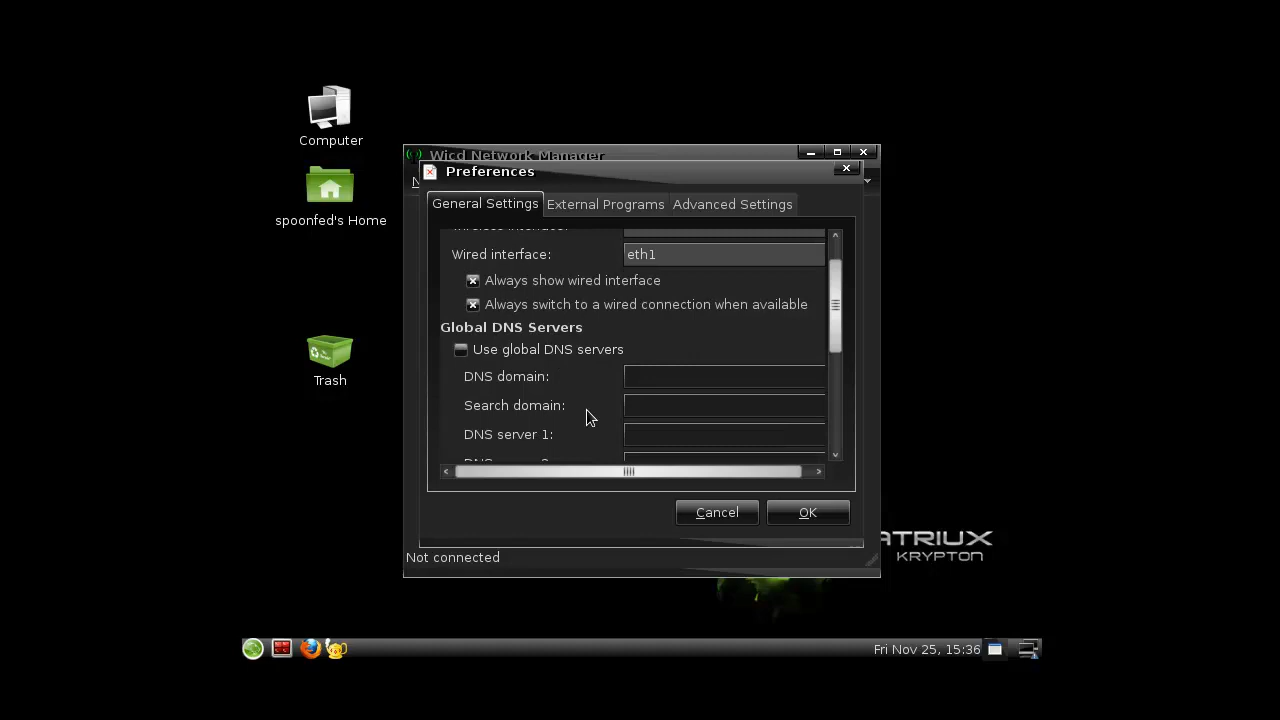 Computer
spoonfed's Home
Trash
Wicd Network Manager
Preferences
General Settings
External Programs
Advanced Settings
Wired interface:
eth1
Always show wired interface
Always switch to a wired connection when available
Global DNS Servers
Use global DNS servers
DNS domain:
Search domain:
DNS server 1:
Cancel
OK
Not connected
ATRIUX
KRYPTON
Fri Nov 25, 15:36